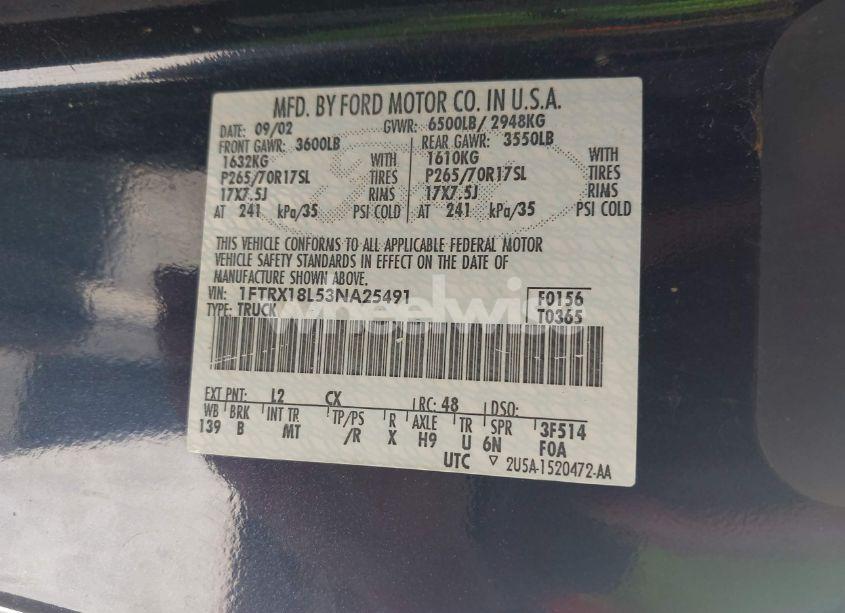 MFD. BY FORD MOTOR CO. IN U.S.A.
DATE: 09/02 GVWR: 6500LB/ 2948KG
FRONT GAWR: 3600LB REAR GAWR: 3550LB
1632KG WITH 1610KG WITH
P265/70R17SL TIRES P265/70R17SL TIRES
17X7.5J RIMS 17X7.5J RIMS
AT 241 kPa/35 PSI COLD AT 241 kPa/35 PSI COLD
THIS VEHICLE CONFORMS TO ALL APPLICABLE FEDERAL MOTOR
VEHICLE SAFETY STANDARDS IN EFFECT ON THE DATE OF
MANUFACTURE SHOWN ABOVE.
VIN: 1FTRX18L53NA25491 F0156
TYPE: TRUCK T0365
wheelwise
EXT PNT: L2 CX RC: 48 DSO:
WB BRK INT TR TP/PS R AXLE TR SPR 3F514
139 B MT /R X H9 U 6N F0A
UTC ▽ 2U5A-1520472-AA